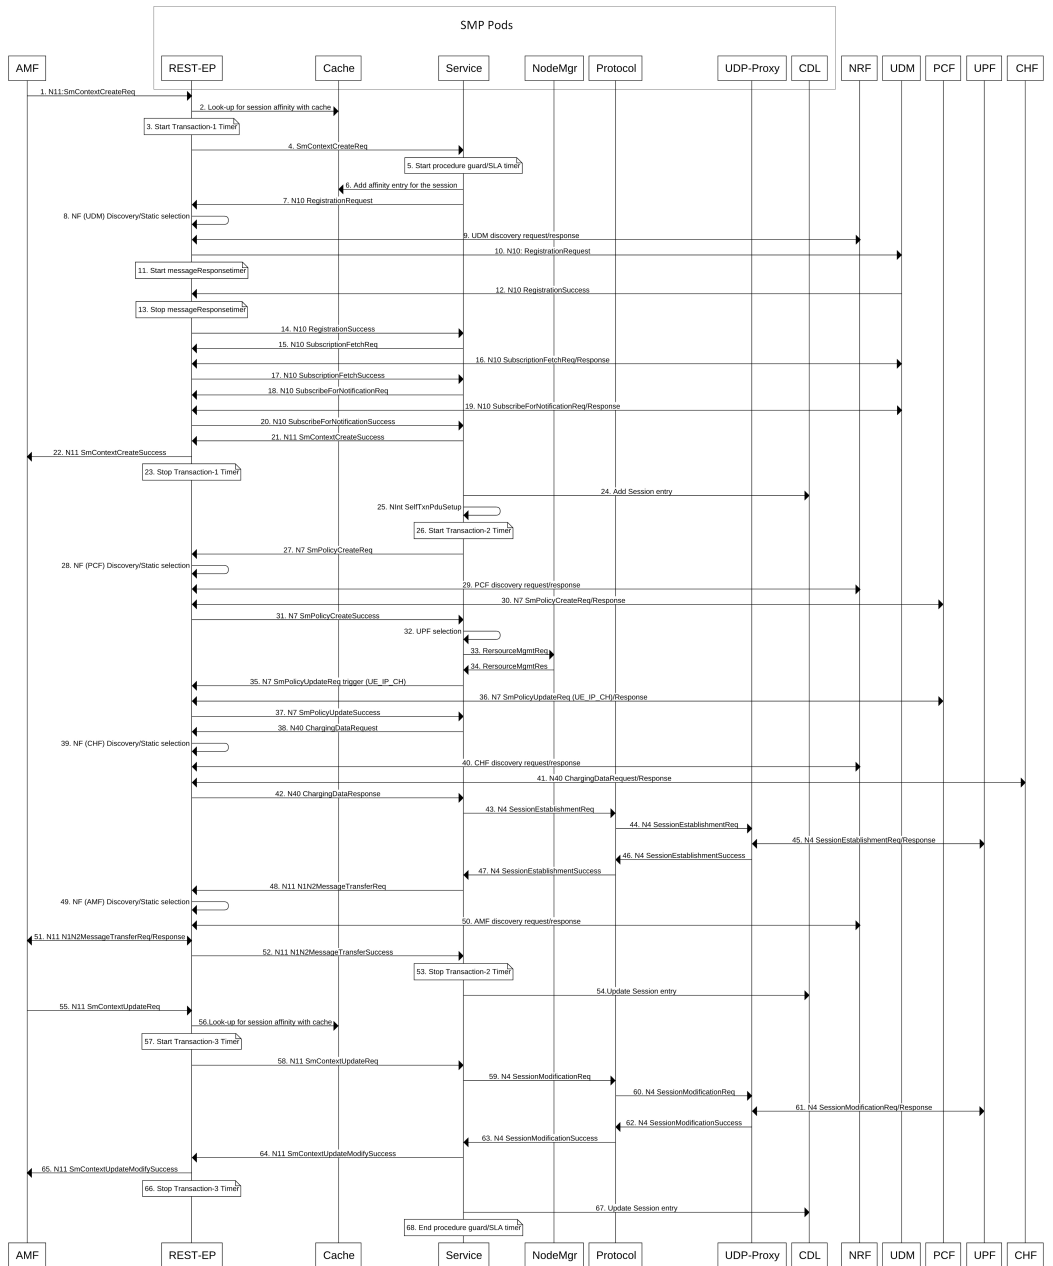 SMP Pods
AMF
REST-EP
Cache
Service
NodeMgr
Protocol
UDP-Proxy
CDL
NRF
UDM
PCF
UPF
CHF
1. N11:SmContextCreateReq
2. Look-up for session affinity with cache
3. Start Transaction-1 Timer
4. SmContextCreateReq
5. Start procedure guard/SLA timer
6. Add affinity entry for the session
7. N10 RegistrationRequest
8. NF (UDM) Discovery/Static selection
9. UDM discovery request/response
10. N10: RegistrationRequest
11. Start messageResponsetimer
12. N10 RegistrationSuccess
13. Stop messageResponsetimer
14. N10 RegistrationSuccess
15. N10 SubscriptionFetchReq
16. N10 SubscriptionFetchReq/Response
17. N10 SubscriptionFetchSuccess
18. N10 SubscribeForNotificationReq
19. N10 SubscribeForNotificationReq/Response
20. N10 SubscribeForNotificationSuccess
21. N11 SmContextCreateSuccess
22. N11 SmContextCreateSuccess
23. Stop Transaction-1 Timer
24. Add Session entry
25. NInt SelfTxnPduSetup
26. Start Transaction-2 Timer
27. N7 SmPolicyCreateReq
28. NF (PCF) Discovery/Static selection
29. PCF discovery request/response
30. N7 SmPolicyCreateReq/Response
31. N7 SmPolicyCreateSuccess
32. UPF selection
33. RersourceMgmtReq
34. RersourceMgmtRes
35. N7 SmPolicyUpdateReq trigger (UE_IP_CH)
36. N7 SmPolicyUpdateReq (UE_IP_CH)/Response
37. N7 SmPolicyUpdateSuccess
38. N40 ChargingDataRequest
39. NF (CHF) Discovery/Static selection
40. CHF discovery request/response
41. N40 ChargingDataRequest/Response
42. N40 ChargingDataResponse
43. N4 SessionEstablishmentReq
44. N4 SessionEstablishmentReq
45. N4 SessionEstablishmentReq/Response
46. N4 SessionEstablishmentSuccess
47. N4 SessionEstablishmentSuccess
48. N11 N1N2MessageTransferReq
49. NF (AMF) Discovery/Static selection
50. AMF discovery request/response
51. N11 N1N2MessageTransferReq/Response
52. N11 N1N2MessageTransferSuccess
53. Stop Transaction-2 Timer
54.Update Session entry
55. N11 SmContextUpdateReq
56.Look-up for session affinity with cache
57. Start Transaction-3 Timer
58. N11 SmContextUpdateReq
59. N4 SessionModificationReq
60. N4 SessionModificationReq
61. N4 SessionModificationReq/Response
62. N4 SessionModificationSuccess
63. N4 SessionModificationSuccess
64. N11 SmContextUpdateModifySuccess
65. N11 SmContextUpdateModifySuccess
66. Stop Transaction-3 Timer
67. Update Session entry
68. End procedure guard/SLA timer
AMF
REST-EP
Cache
Service
NodeMgr
Protocol
UDP-Proxy
CDL
NRF
UDM
PCF
UPF
CHF